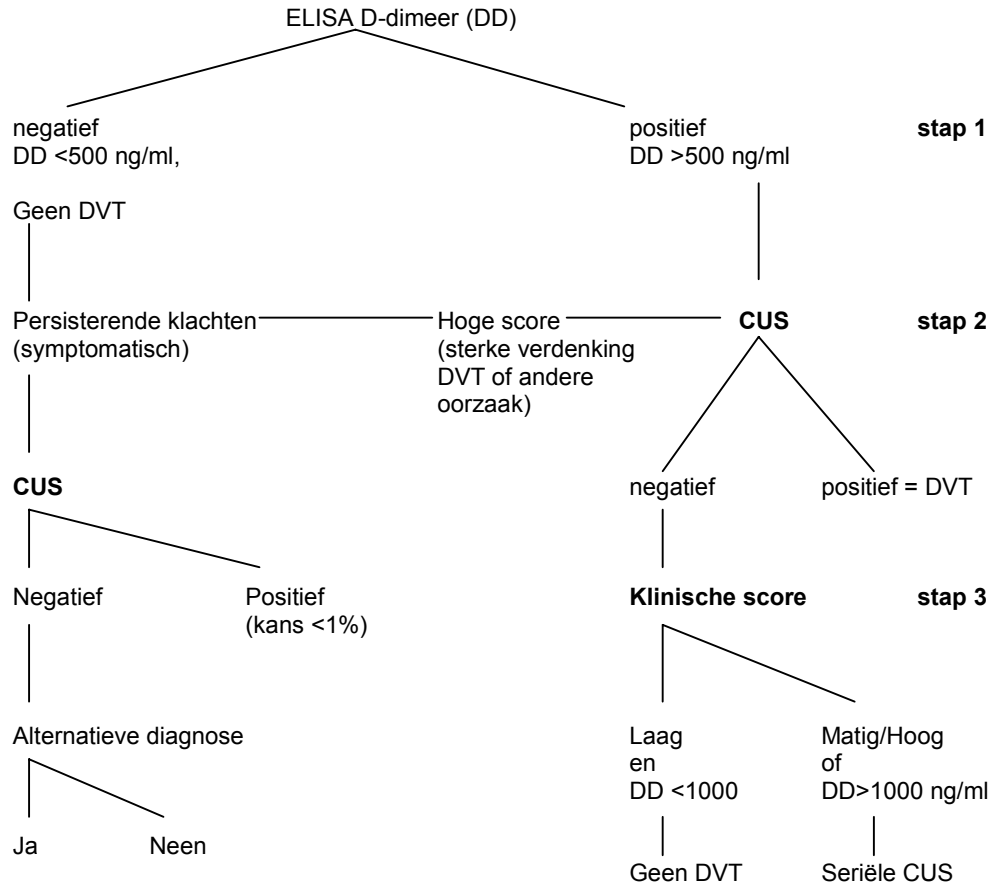 ELISA D-dimeer (DD)
negatief
DD <500 ng/ml,
positief
DD >500 ng/ml
stap 1
Geen DVT
Persisterende klachten
(symptomatisch)
Hoge score
(sterke verdenking
DVT of andere
oorzaak)
CUS
stap 2
CUS
negatief
positief = DVT
Negatief
Positief
(kans <1%)
Klinische score
stap 3
Alternatieve diagnose
Laag
en
DD <1000
Matig/Hoog
of
DD>1000 ng/ml
Ja
Neen
Geen DVT
Seriële CUS